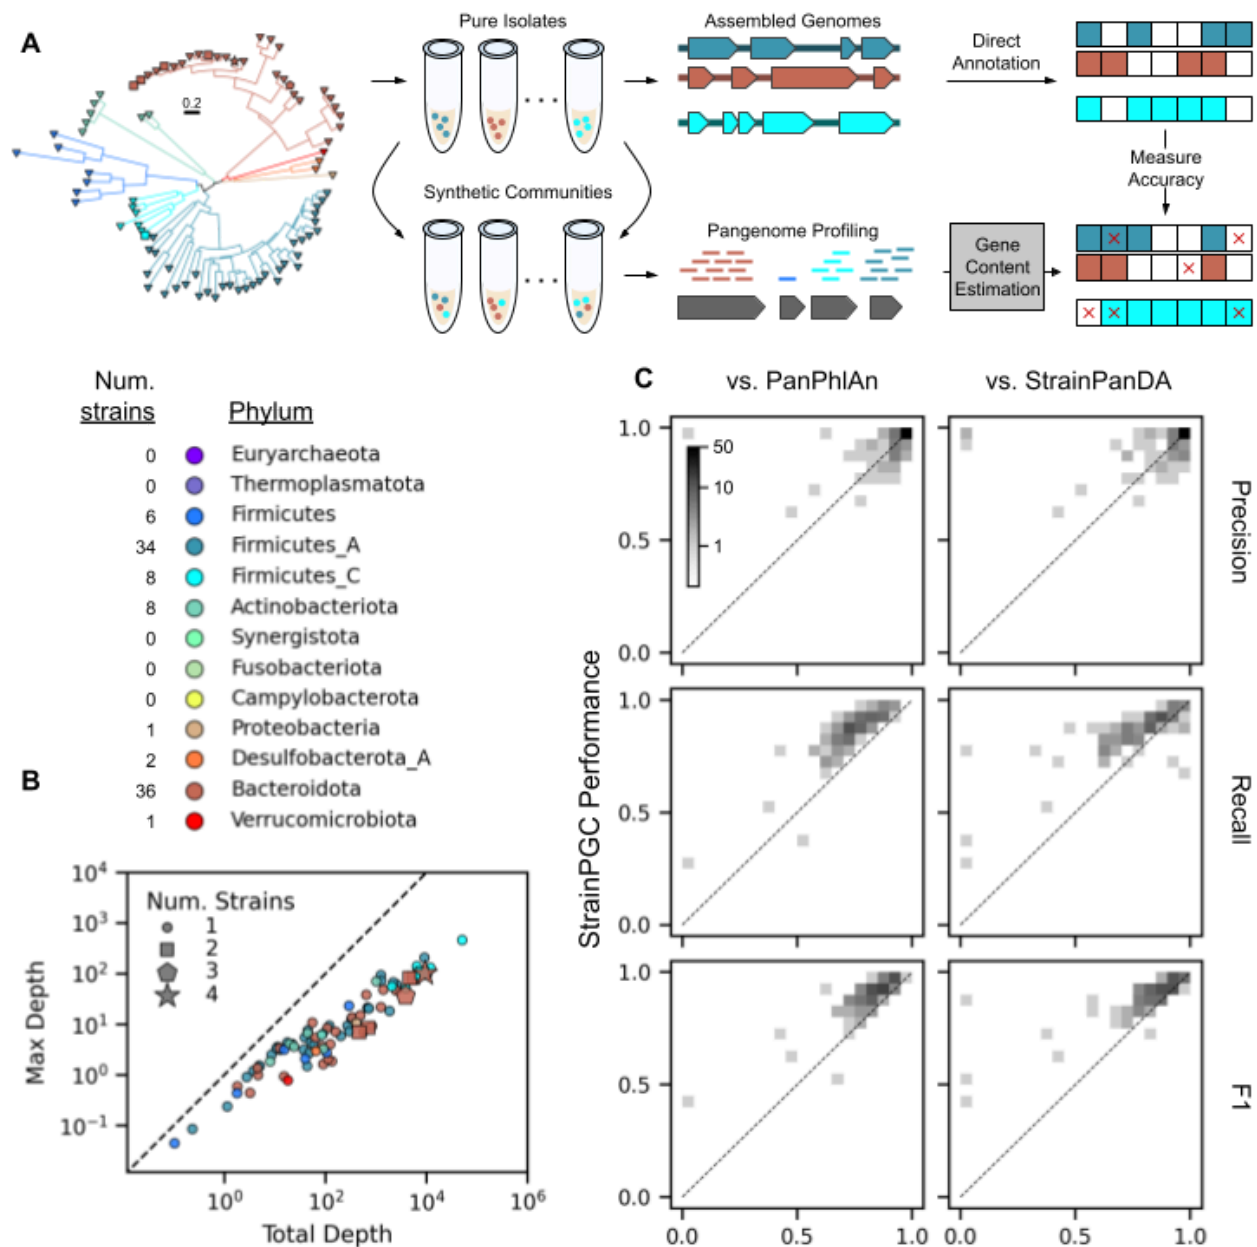 A
Pure Isolates
Assembled Genomes
Direct
Annotation
0.2
Synthetic Communities
Measure
Accuracy
Pangenome Profiling
Gene
Content
Estimation
Num.
strains
Phylum
0 Euryarchaeota
0 Thermoplasmatota
6 Firmicutes
34 Firmicutes_A
8 Firmicutes_C
8 Actinobacteriota
0 Synergistota
0 Fusobacteriota
0 Campylobacterota
1 Proteobacteria
2 Desulfobacterota_A
36 Bacteroidota
1 Verrucomicrobiota
B
Num. Strains
1
2
3
4
Max Depth
10⁴
10³
10²
10¹
10⁰
10⁻¹
10⁰ 10² 10⁴ 10⁶
Total Depth
C
vs. PanPhlAn
vs. StrainPanDA
StrainPGC Performance
1.0
0.5
0.0
50
10
1
Precision
1.0
0.5
0.0
Recall
1.0
0.5
0.0
F1
0.0 0.5 1.0
0.0 0.5 1.0